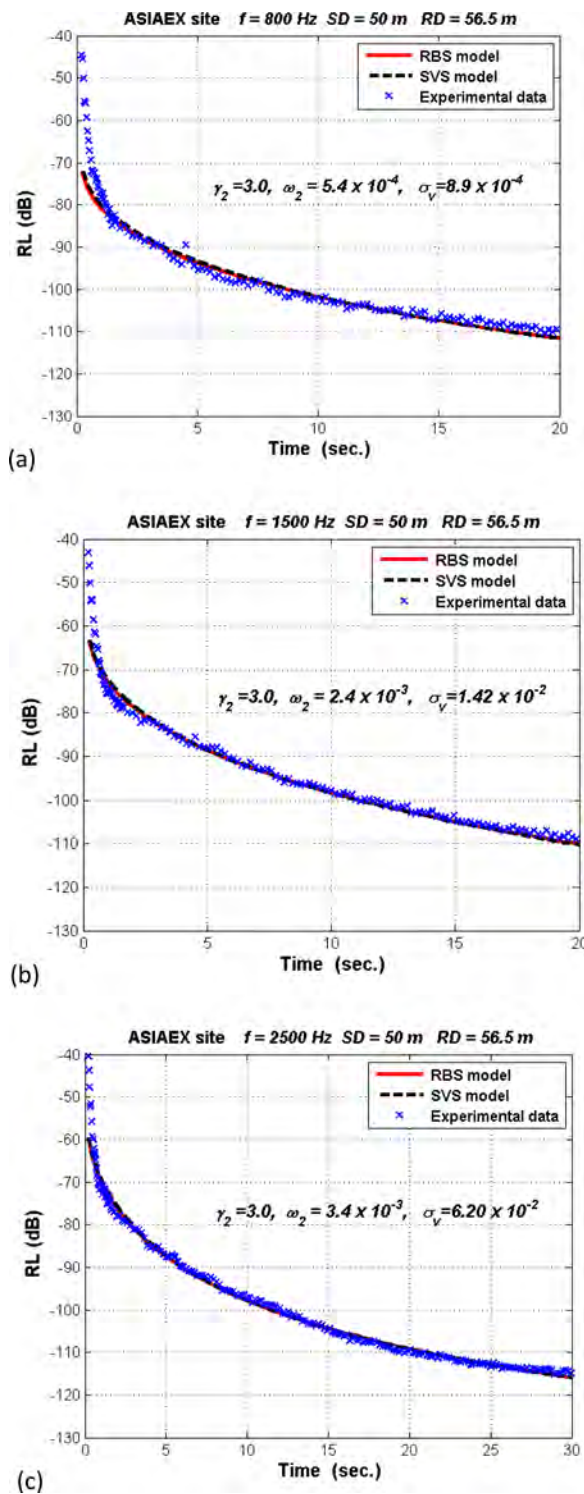 ASIAEX site f = 800 Hz SD = 50 m RD = 56.5 m
-40
-50
-60
-70
-80
-90
-100
-110
-120
-130
RL (dB)
RBS model
SVS model
Experimental data
γ₂ =3.0, ω₂ = 5.4 x 10⁻⁴, σᵥ=8.9 x 10⁻⁴
0 5 10 15 20
Time (sec.)
(a)
ASIAEX site f = 1500 Hz SD = 50 m RD = 56.5 m
-40
-50
-60
-70
-80
-90
-100
-110
-120
-130
RL (dB)
RBS model
SVS model
Experimental data
γ₂ =3.0, ω₂ = 2.4 x 10⁻³, σᵥ=1.42 x 10⁻²
0 5 10 15 20
Time (sec.)
(b)
ASIAEX site f = 2500 Hz SD = 50 m RD = 56.5 m
-40
-50
-60
-70
-80
-90
-100
-110
-120
-130
RL (dB)
RBS model
SVS model
Experimental data
γ₂ =3.0, ω₂ = 3.4 x 10⁻³, σᵥ=6.20 x 10⁻²
0 5 10 15 20 25 30
Time (sec.)
(c)